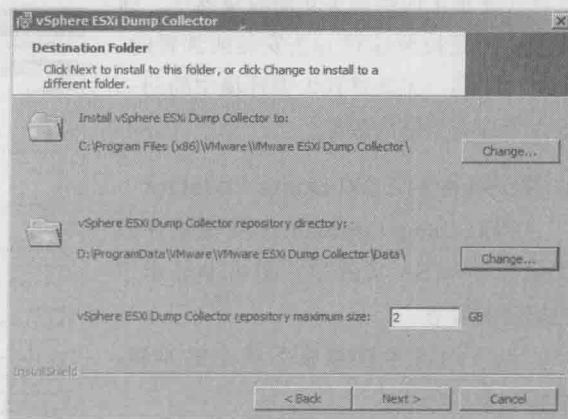 vSphere ESXi Dump Collector
Destination Folder
Click Next to install to this folder, or click Change to install to a
different folder.
Install vSphere ESXi Dump Collector to:
C:\Program Files (x86)\VMware\VMware ESXi Dump Collector\
Change...
vSphere ESXi Dump Collector repository directory:
D:\ProgramData\VMware\VMware ESXi Dump Collector\Data\
Change...
vSphere ESXi Dump Collector repository maximum size: 2 GB
InstallShield
< Back Next > Cancel